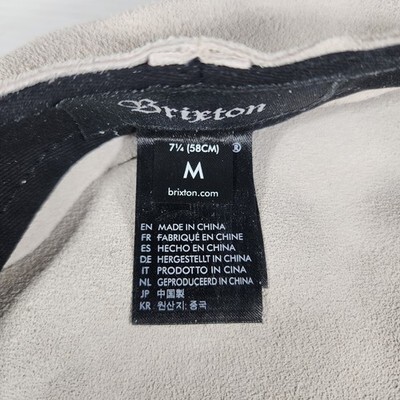 Brixton
7¼ (58CM) ®
M
brixton.com
EN MADE IN CHINA
FR FABRIQUÉ EN CHINE
ES HECHO EN CHINA
DE HERGESTELLT IN CHINA
IT PRODOTTO IN CINA
NL GEPRODUCEERD IN CHINA
JP 中国製
KR 원산지: 중국